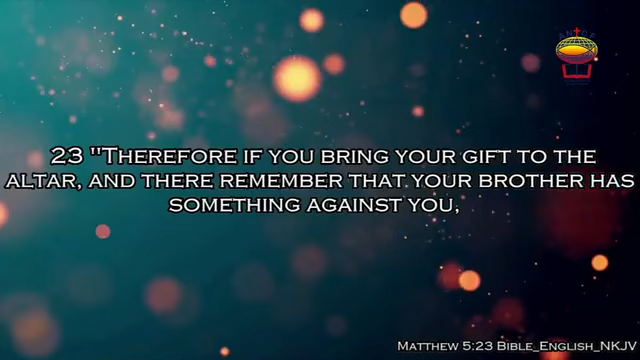 23 "Therefore if you bring your gift to the
altar, and there remember that your brother has
something against you,
Matthew 5:23 Bible_English_NKJV